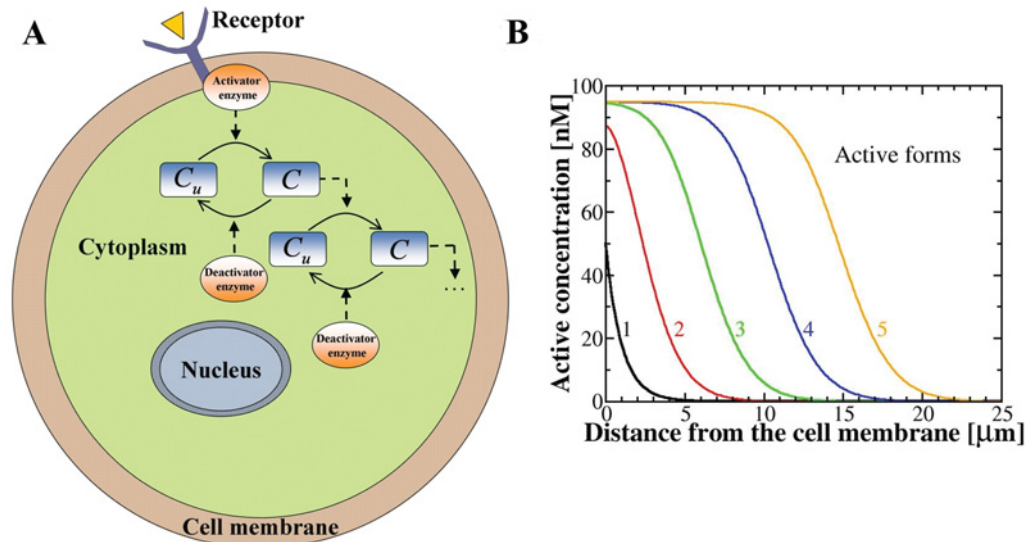 A
Receptor
Activator
enzyme
C_u
C
Cytoplasm
C_u
C
...
Deactivator
enzyme
Deactivator
enzyme
Nucleus
Cell membrane
B
Active concentration [nM]
100
80
60
40
20
0
Active forms
1
2
3
4
5
0
5
10
15
20
25
Distance from the cell membrane [μm]